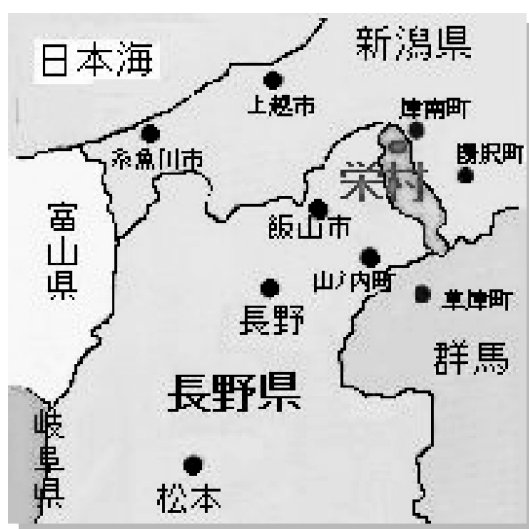 新潟県
日本海
上越市
津南町
糸魚川市
湯沢町
栄村
富山県
飯山市
山ノ内町
長野
草津町
群馬
長野県
岐阜県
松本